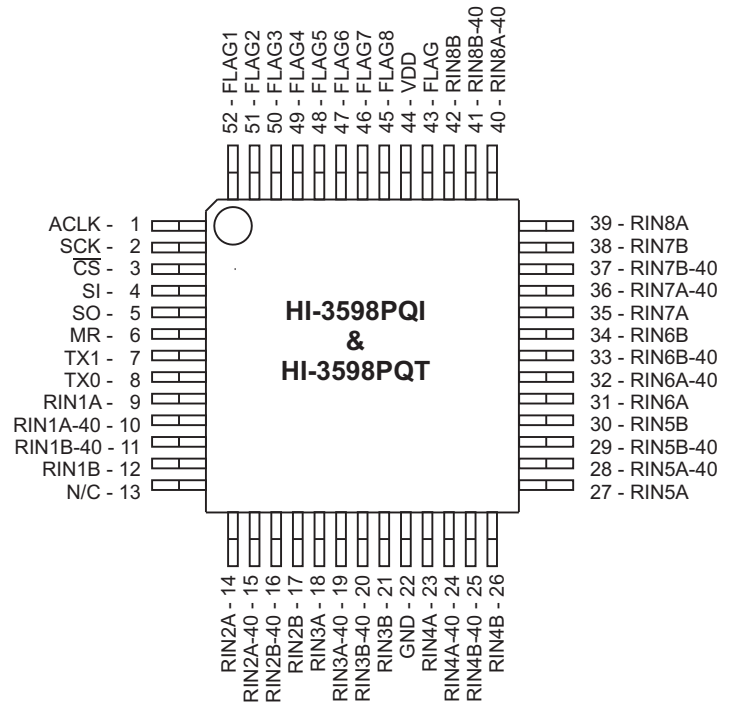 52 - FLAG1
51 - FLAG2
50 - FLAG3
49 - FLAG4
48 - FLAG5
47 - FLAG6
46 - FLAG7
45 - FLAG8
44 - VDD
43 - FLAG
42 - RIN8B
41 - RIN8B-40
40 - RIN8A-40
ACLK - 1
SCK - 2
C̅S̅ - 3
SI - 4
SO - 5
MR - 6
TX1 - 7
TX0 - 8
RIN1A - 9
RIN1A-40 - 10
RIN1B-40 - 11
RIN1B - 12
N/C - 13
HI-3598PQI
&
HI-3598PQT
39 - RIN8A
38 - RIN7B
37 - RIN7B-40
36 - RIN7A-40
35 - RIN7A
34 - RIN6B
33 - RIN6B-40
32 - RIN6A-40
31 - RIN6A
30 - RIN5B
29 - RIN5B-40
28 - RIN5A-40
27 - RIN5A
RIN2A - 14
RIN2A-40 - 15
RIN2B-40 - 16
RIN2B - 17
RIN3A - 18
RIN3A-40 - 19
RIN3B-40 - 20
RIN3B - 21
GND - 22
RIN4A - 23
RIN4A-40 - 24
RIN4B-40 - 25
RIN4B - 26